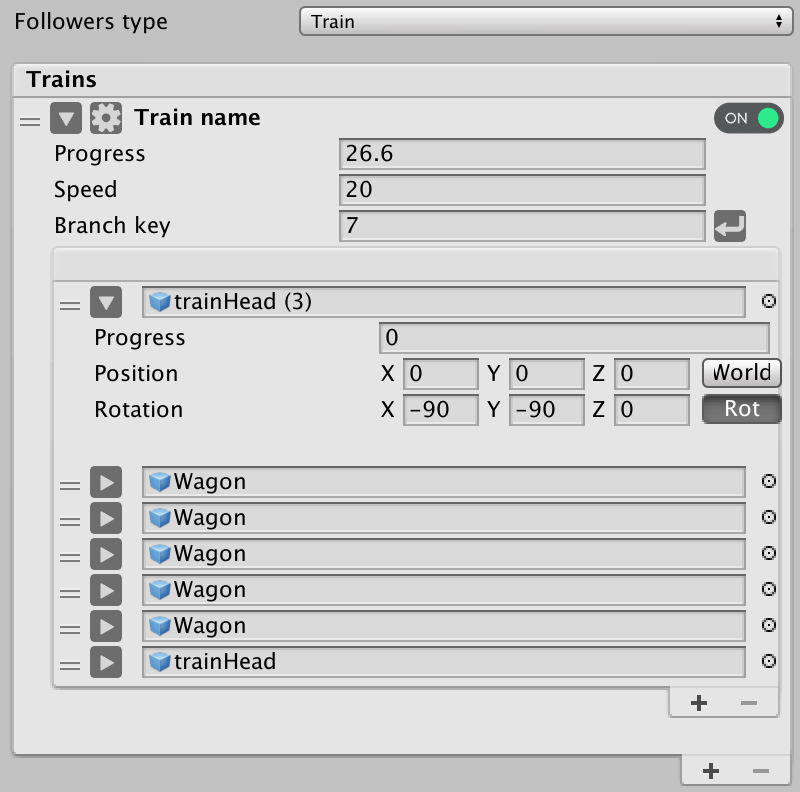 Followers type Train
Trains
Train name ON
Progress 26.6
Speed 20
Branch key 7
trainHead (3)
Progress 0
Position X 0 Y 0 Z 0 World
Rotation X -90 Y -90 Z 0 Rot
Wagon
Wagon
Wagon
Wagon
Wagon
trainHead
+ −
+ −